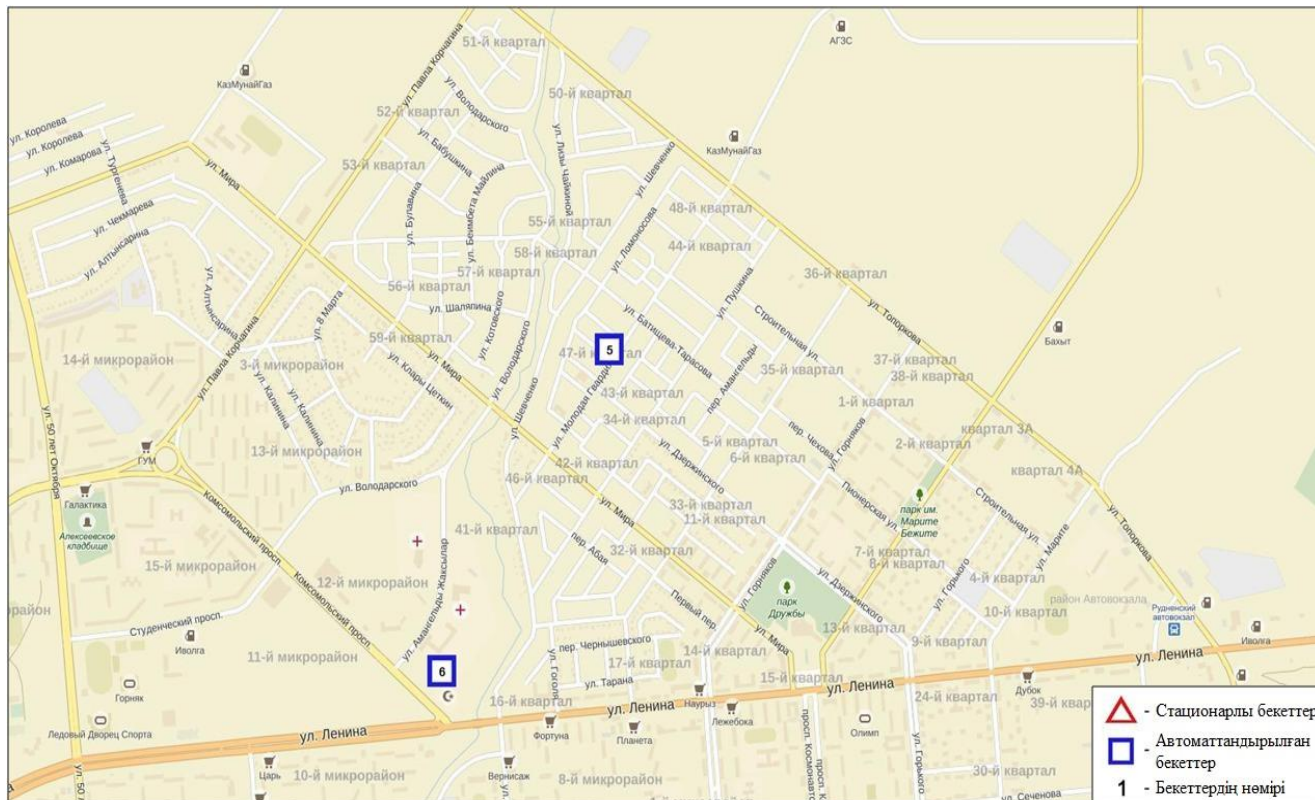 51-й квартал
АГЗС
КазМунайГаз
ул. Павла Корчагина
50-й квартал
52-й квартал
ул. Володарского
ул. Королева
ул. Королева
ул. Комарова
ул. Тургенева
ул. Бабушкина
ул. Лизы Чайкиной
КазМунайГаз
ул. Шевченко
53-й квартал
ул. Мира
ул. Булавина
ул. Беимбета Майлина
48-й квартал
ул. Чекмарева
ул. Алтынсарина
55-й квартал
ул. Ломоносова
44-й квартал
58-й квартал
57-й квартал
36-й квартал
ул. Пушкина
ул. Топоркова
56-й квартал
ул. Алтынсарина
ул. 8 Марта
ул. Шаляпина
ул. Котовского
ул. Володарского
ул. Батищева-Тарасова
Строительная ул.
Бахыт
59-й квартал
14-й микрорайон
ул. Павла Корчагина
3-й микрорайон
ул. Мира
47-й квартал
5
35-й квартал
37-й квартал
38-й квартал
ул. Клары Цеткин
ул. Калинина
ул. Калинина
ул. Шевченко
ул. Молодая Гвардия
43-й квартал
пер. Амангельды
1-й квартал
34-й квартал
квартал 3А
13-й микрорайон
5-й квартал
6-й квартал
пер. Чехова
ул. Горняков
2-й квартал
ГУМ
42-й квартал
ул. Дзержинского
квартал 4А
46-й квартал
ул. 50 лет Октября
Галактика
ул. Володарского
Пионерская ул.
парк им.
Марите
Бежите
Строительная ул.
ул. Топоркова
Алексеевское
кладбище
Комсомольский просп.
41-й квартал
ул. Мира
33-й квартал
11-й квартал
ул. Марите
пер. Абая
32-й квартал
7-й квартал
8-й квартал
15-й микрорайон
12-й микрорайон
Комсомольский просп.
ул. Амангельды Жаксылар
ул. Горняков
парк
Дружбы
ул. Дзержинского
ул. Горького
4-й квартал
10-й квартал
район Автовокзала
Первый пер.
Рудненский
автовокзал
район
Студенческий просп.
Иволга
13-й квартал
9-й квартал
Иволга
ул. Мира
пер. Чернышевского
14-й квартал
11-й микрорайон
17-й квартал
ул. Гоголя
ул. Тарана
15-й квартал
ул. Ленина
6
Горняк
16-й квартал
ул. Ленина
Наурыз
ул. Ленина
24-й квартал
Дубок
Лежебока
Ледовый Дворец Спорта
ул. Ленина
Фортуна
Планета
просп. Космонавтов
Олимп
ул. Горького
Царь
10-й микрорайон
Вернисаж
8-й микрорайон
30-й квартал
ул. Сеченова
- Стационарлы бекеттер
- Автоматтандырылған
бекеттер
1 - Бекеттердің нөмірі